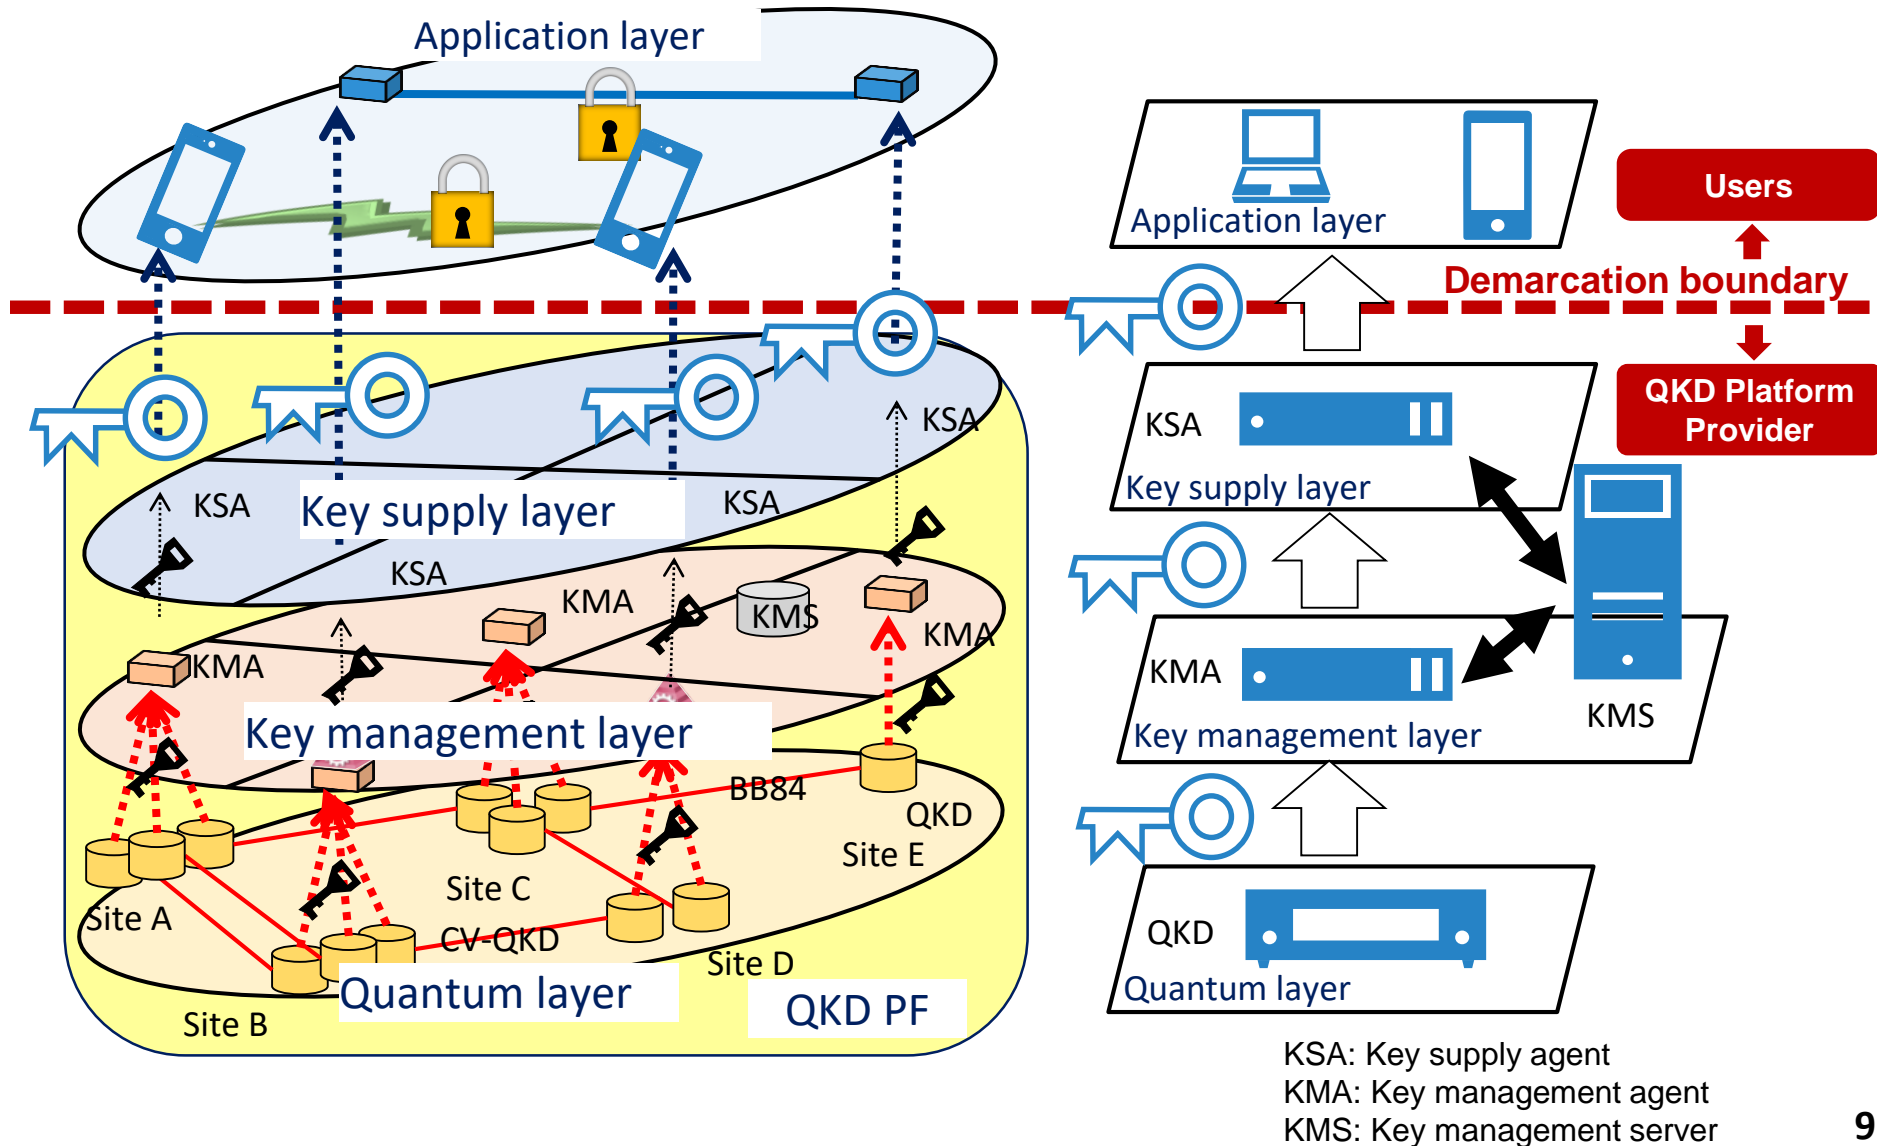 Application layer
Key supply layer
KSA
KSA
KSA
KSA
Key management layer
KMA
KMA
KMA
KMS
BB84
QKD
Site E
Site C
Site A
CV-QKD
Site D
Quantum layer
Site B
QKD PF
Application layer
Users
Demarcation boundary
QKD Platform
Provider
KSA
Key supply layer
KMA
Key management layer
KMS
QKD
Quantum layer
KSA: Key supply agent
KMA: Key management agent
KMS: Key management server
9